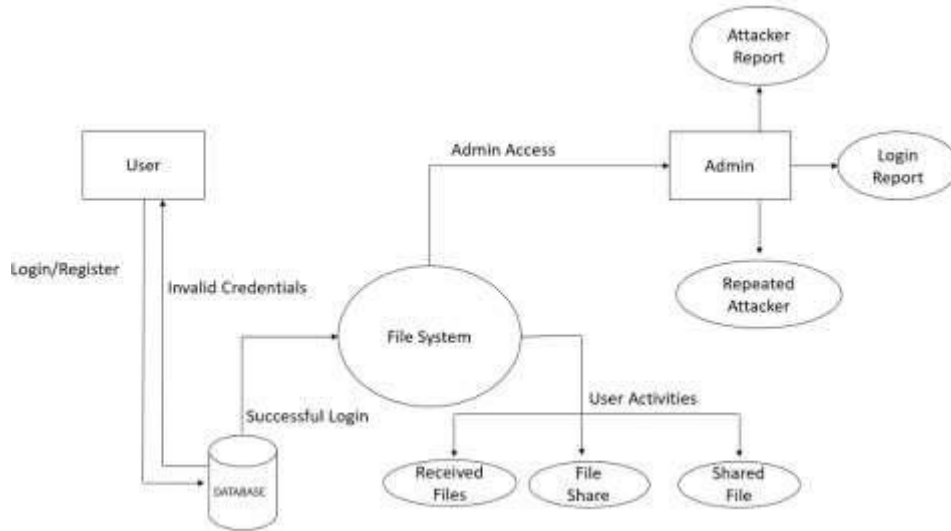 Attacker
Report
User
Admin Access
Admin
Login
Report
Login/Register
Invalid Credentials
Repeated
Attacker
File System
Successful Login
User Activities
DATABASE
Received
Files
File
Share
Shared
File